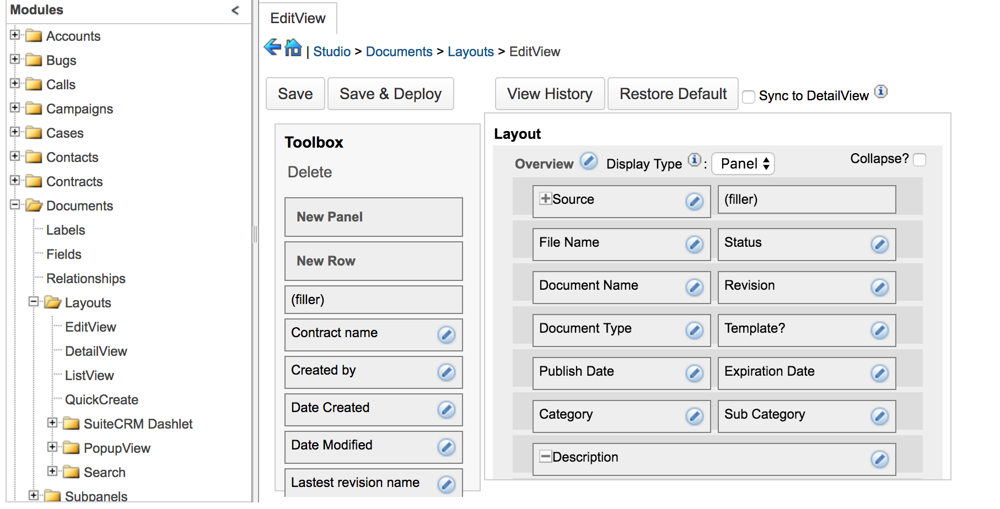 Modules
<
Accounts
Bugs
Calls
Campaigns
Cases
Contacts
Contracts
Documents
Labels
Fields
Relationships
Layouts
EditView
DetailView
ListView
QuickCreate
SuiteCRM Dashlet
PopupView
Search
Subpanels
EditView
| Studio > Documents > Layouts > EditView
Save
Save & Deploy
View History
Restore Default
Sync to DetailView
Toolbox
Delete
New Panel
New Row
(filler)
Contract name
Created by
Date Created
Date Modified
Lastest revision name
Layout
Overview Display Type : Panel Collapse?
Source (filler)
File Name Status
Document Name Revision
Document Type Template?
Publish Date Expiration Date
Category Sub Category
Description